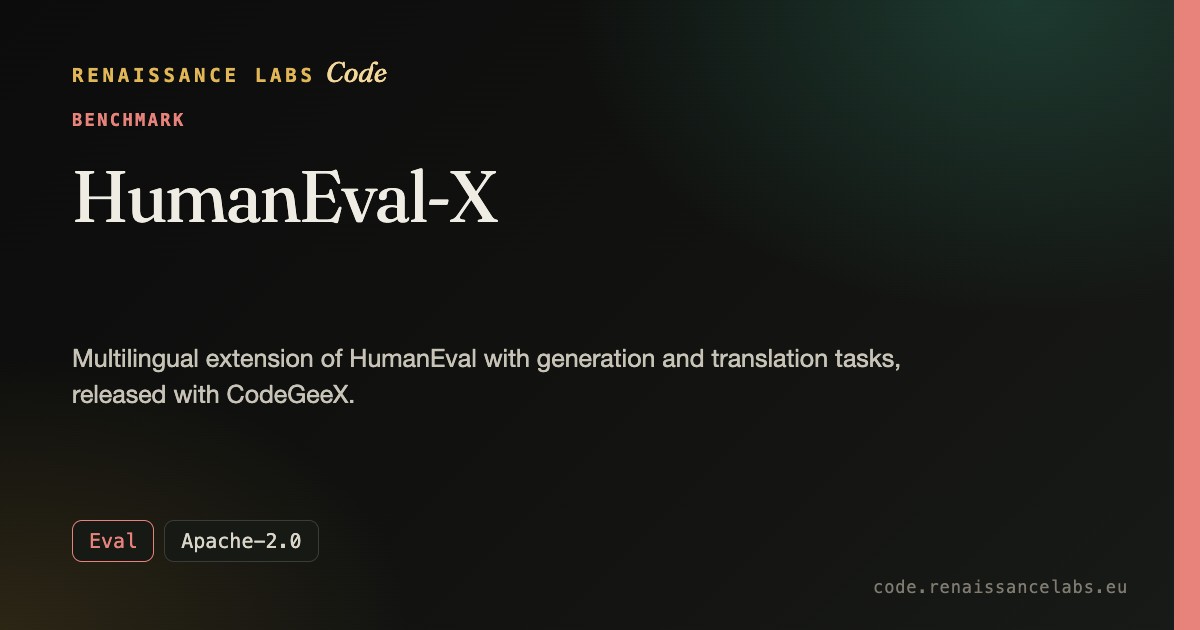 RENAISSANCE LABS Code
BENCHMARK
HumanEval-X
Multilingual extension of HumanEval with generation and translation tasks,
released with CodeGeeX.
Eval
Apache-2.0
code.renaissancelabs.eu